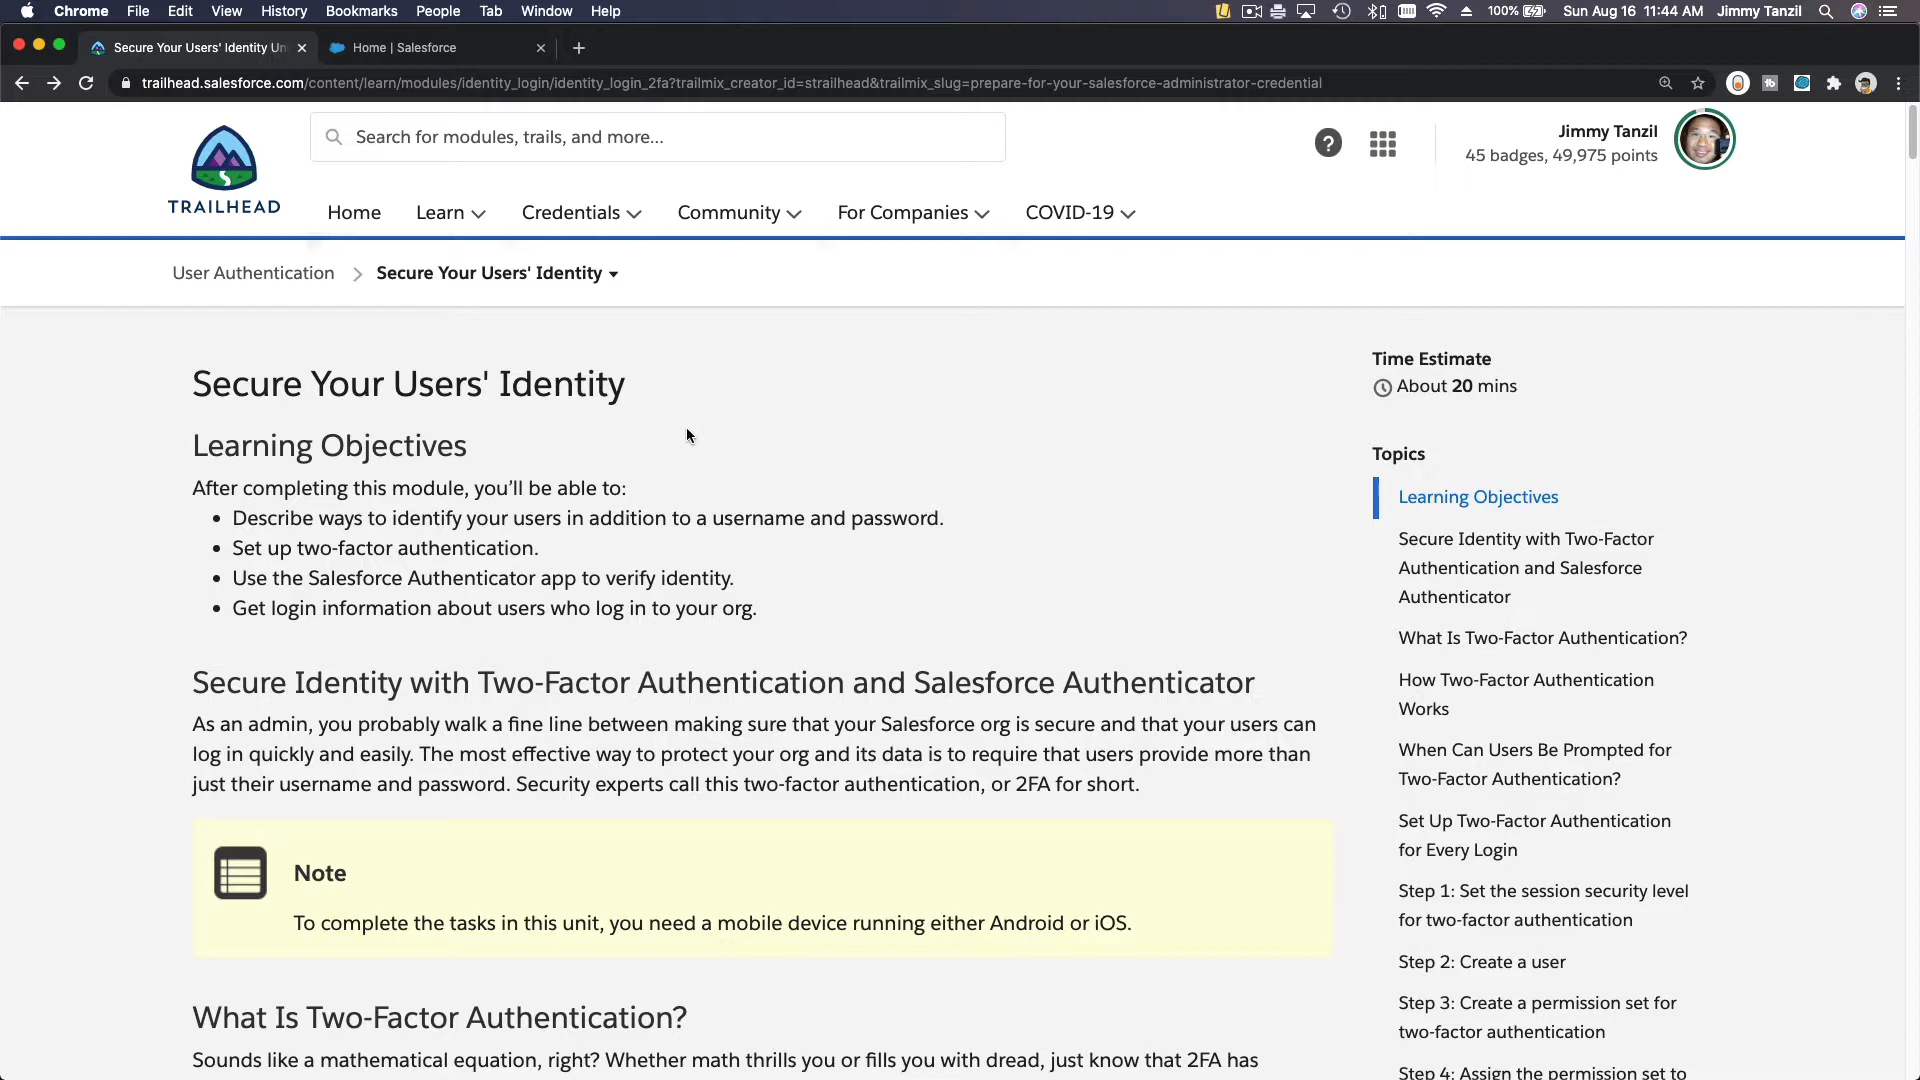 Chrome File Edit View History Bookmarks People Tab Window Help 100% Sun Aug 16 11:44 AM Jimmy Tanzil
Secure Your Users' Identity Un Home | Salesforce
trailhead.salesforce.com/content/learn/modules/identity_login/identity_login_2fa?trailmix_creator_id=strailhead&trailmix_slug=prepare-for-your-salesforce-administrator-credential
TRAILHEAD
Search for modules, trails, and more...
Jimmy Tanzil
45 badges, 49,975 points
Home Learn Credentials Community For Companies COVID-19
User Authentication Secure Your Users' Identity
Secure Your Users' Identity
Learning Objectives
After completing this module, you’ll be able to:
• Describe ways to identify your users in addition to a username and password.
• Set up two-factor authentication.
• Use the Salesforce Authenticator app to verify identity.
• Get login information about users who log in to your org.
Secure Identity with Two-Factor Authentication and Salesforce Authenticator
As an admin, you probably walk a fine line between making sure that your Salesforce org is secure and that your users can
log in quickly and easily. The most effective way to protect your org and its data is to require that users provide more than
just their username and password. Security experts call this two-factor authentication, or 2FA for short.
Note
To complete the tasks in this unit, you need a mobile device running either Android or iOS.
What Is Two-Factor Authentication?
Sounds like a mathematical equation, right? Whether math thrills you or fills you with dread, just know that 2FA has
Time Estimate
About 20 mins
Topics
Learning Objectives
Secure Identity with Two-Factor
Authentication and Salesforce
Authenticator
What Is Two-Factor Authentication?
How Two-Factor Authentication
Works
When Can Users Be Prompted for
Two-Factor Authentication?
Set Up Two-Factor Authentication
for Every Login
Step 1: Set the session security level
for two-factor authentication
Step 2: Create a user
Step 3: Create a permission set for
two-factor authentication
Step 4: Assign the permission set to